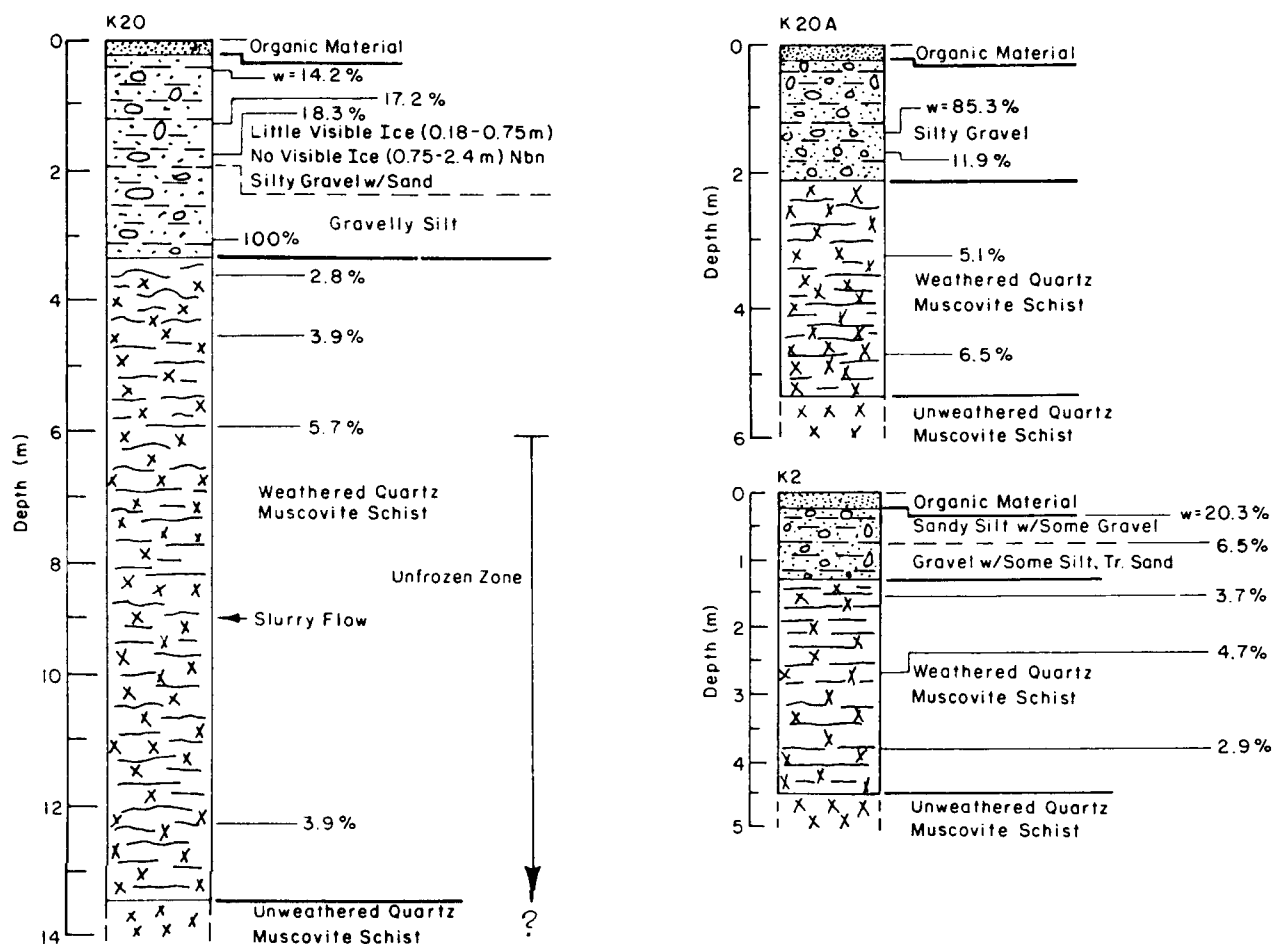 K20
Depth (m)
0
2
4
6
8
10
12
14
Organic Material
w=14.2%
17.2%
18.3%
Little Visible Ice (0.18-0.75m)
No Visible Ice (0.75-2.4m) Nbn
Silty Gravel w/Sand
Gravelly Silt
100%
2.8%
3.9%
5.7%
Weathered Quartz
Muscovite Schist
Unfrozen Zone
Slurry Flow
3.9%
Unweathered Quartz
Muscovite Schist
?
K20A
Depth (m)
0
2
4
6
Organic Material
w=85.3%
Silty Gravel
11.9%
5.1%
Weathered Quartz
Muscovite Schist
6.5%
Unweathered Quartz
Muscovite Schist
K2
Depth (m)
0
1
2
3
4
5
Organic Material
w=20.3%
Sandy Silt w/Some Gravel
6.5%
Gravel w/Some Silt, Tr. Sand
3.7%
4.7%
Weathered Quartz
Muscovite Schist
2.9%
Unweathered Quartz
Muscovite Schist